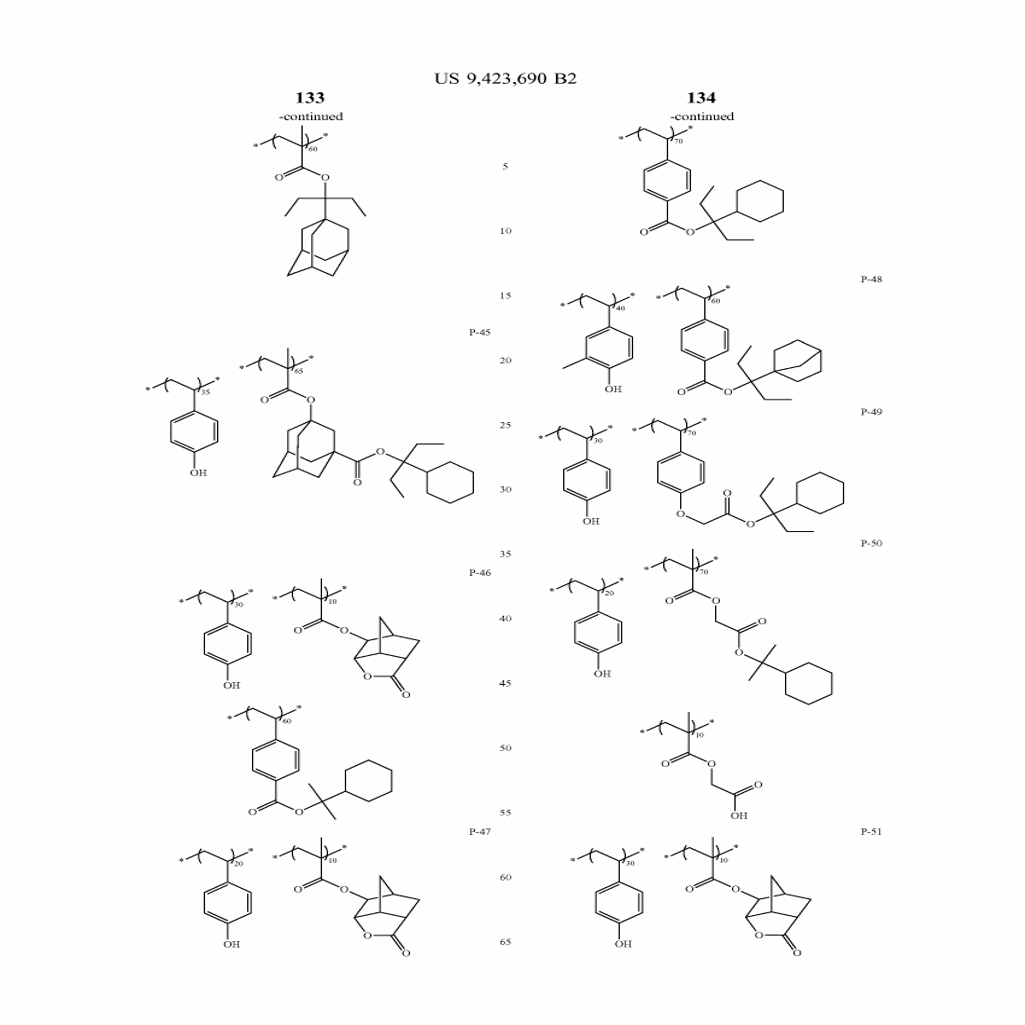 US 9,423,690 B2
133
-continued
* ( )60 *
O
O
P-45
* ( )35 *
OH
* ( )65 *
O
O
O
O
P-46
* ( )30 *
OH
* ( )10 *
O
O
O
O
* ( )60 *
O
O
P-47
* ( )20 *
OH
* ( )10 *
O
O
O
O
5
10
15
20
25
30
35
40
45
50
55
60
65
134
-continued
* ( )70 *
O
O
P-48
* ( )40 *
OH
* ( )60 *
O
O
P-49
* ( )30 *
OH
* ( )70 *
O
O
O
P-50
* ( )20 *
OH
* ( )70 *
O
O
O
O
* ( )10 *
O
O
O
OH
P-51
* ( )30 *
OH
* ( )10 *
O
O
O
O